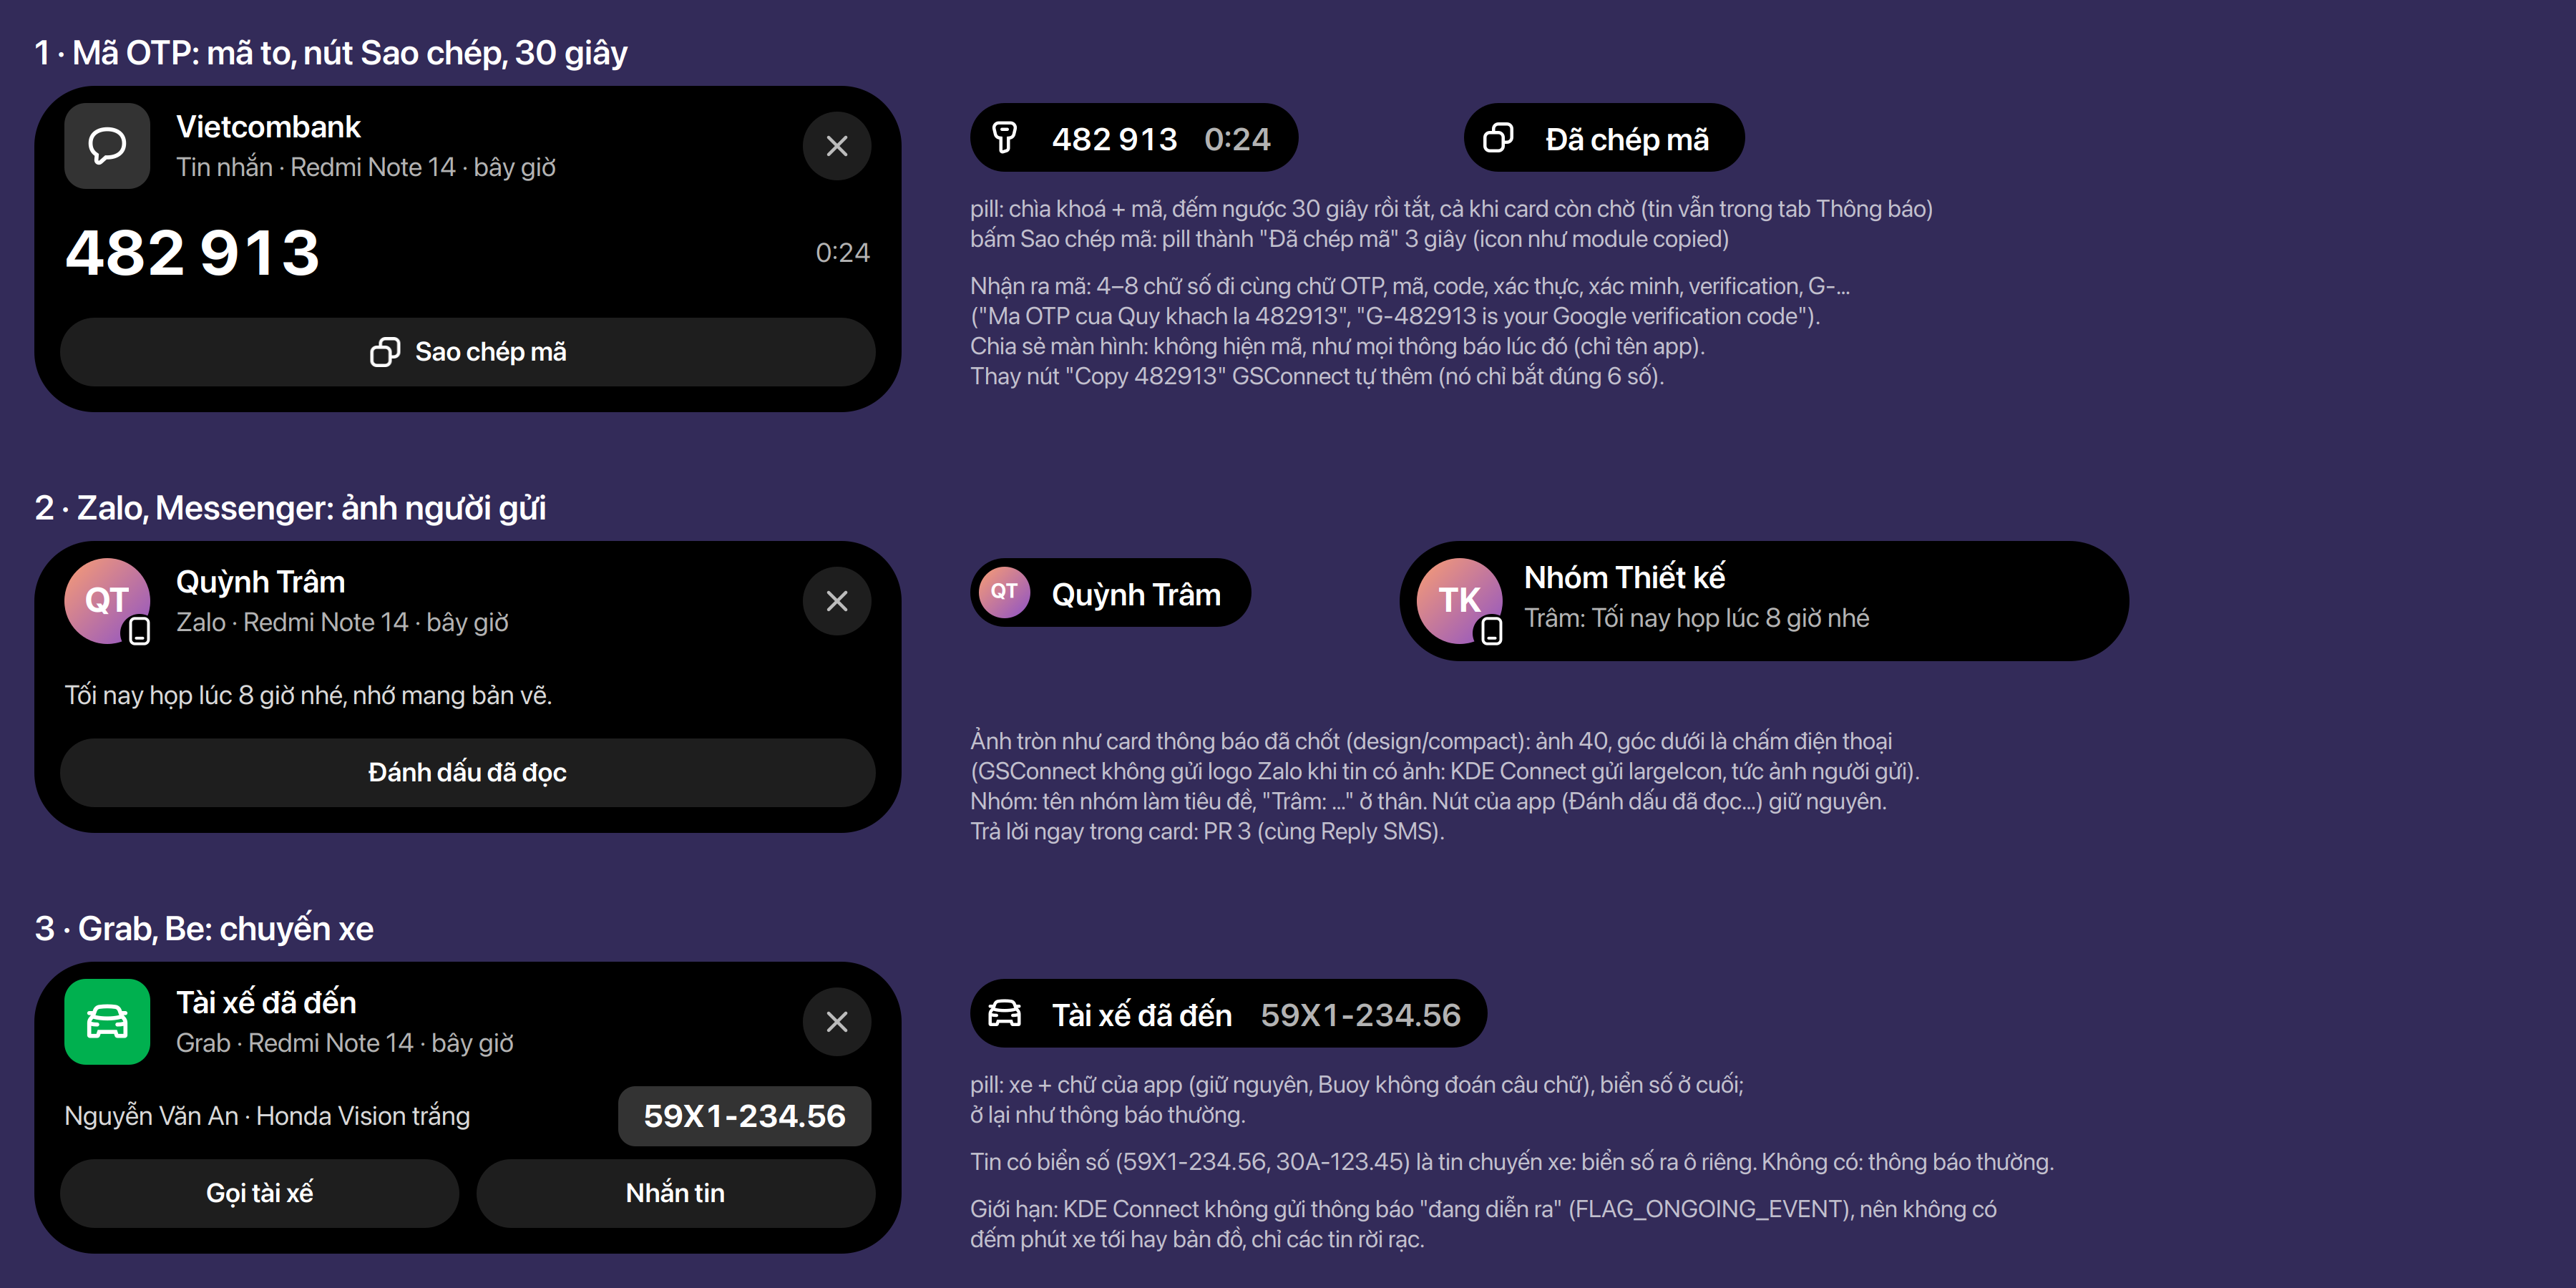 1 · Mã OTP: mã to, nút Sao chép, 30 giây
Vietcombank
Tin nhắn · Redmi Note 14 · bây giờ
482 913
0:24
Sao chép mã
482 913 0:24
Đã chép mã
pill: chìa khoá + mã, đếm ngược 30 giây rồi tắt, cả khi card còn chờ (tin vẫn trong tab Thông báo)
bấm Sao chép mã: pill thành "Đã chép mã" 3 giây (icon như module copied)
Nhận ra mã: 4–8 chữ số đi cùng chữ OTP, mã, code, xác thực, xác minh, verification, G-...
("Ma OTP cua Quy khach la 482913", "G-482913 is your Google verification code").
Chia sẻ màn hình: không hiện mã, như mọi thông báo lúc đó (chỉ tên app).
Thay nút "Copy 482913" GSConnect tự thêm (nó chỉ bắt đúng 6 số).
2 · Zalo, Messenger: ảnh người gửi
QT
Quỳnh Trâm
Zalo · Redmi Note 14 · bây giờ
Tối nay họp lúc 8 giờ nhé, nhớ mang bản vẽ.
Đánh dấu đã đọc
QT Quỳnh Trâm
TK
Nhóm Thiết kế
Trâm: Tối nay họp lúc 8 giờ nhé
Ảnh tròn như card thông báo đã chốt (design/compact): ảnh 40, góc dưới là chấm điện thoại
(GSConnect không gửi logo Zalo khi tin có ảnh: KDE Connect gửi largeIcon, tức ảnh người gửi).
Nhóm: tên nhóm làm tiêu đề, "Trâm: ..." ở thân. Nút của app (Đánh dấu đã đọc...) giữ nguyên.
Trả lời ngay trong card: PR 3 (cùng Reply SMS).
3 · Grab, Be: chuyến xe
Tài xế đã đến
Grab · Redmi Note 14 · bây giờ
Nguyễn Văn An · Honda Vision trắng
59X1-234.56
Gọi tài xế
Nhắn tin
Tài xế đã đến 59X1-234.56
pill: xe + chữ của app (giữ nguyên, Buoy không đoán câu chữ), biển số ở cuối;
ở lại như thông báo thường.
Tin có biển số (59X1-234.56, 30A-123.45) là tin chuyến xe: biển số ra ô riêng. Không có: thông báo thường.
Giới hạn: KDE Connect không gửi thông báo "đang diễn ra" (FLAG_ONGOING_EVENT), nên không có
đếm phút xe tới hay bản đồ, chỉ các tin rời rạc.